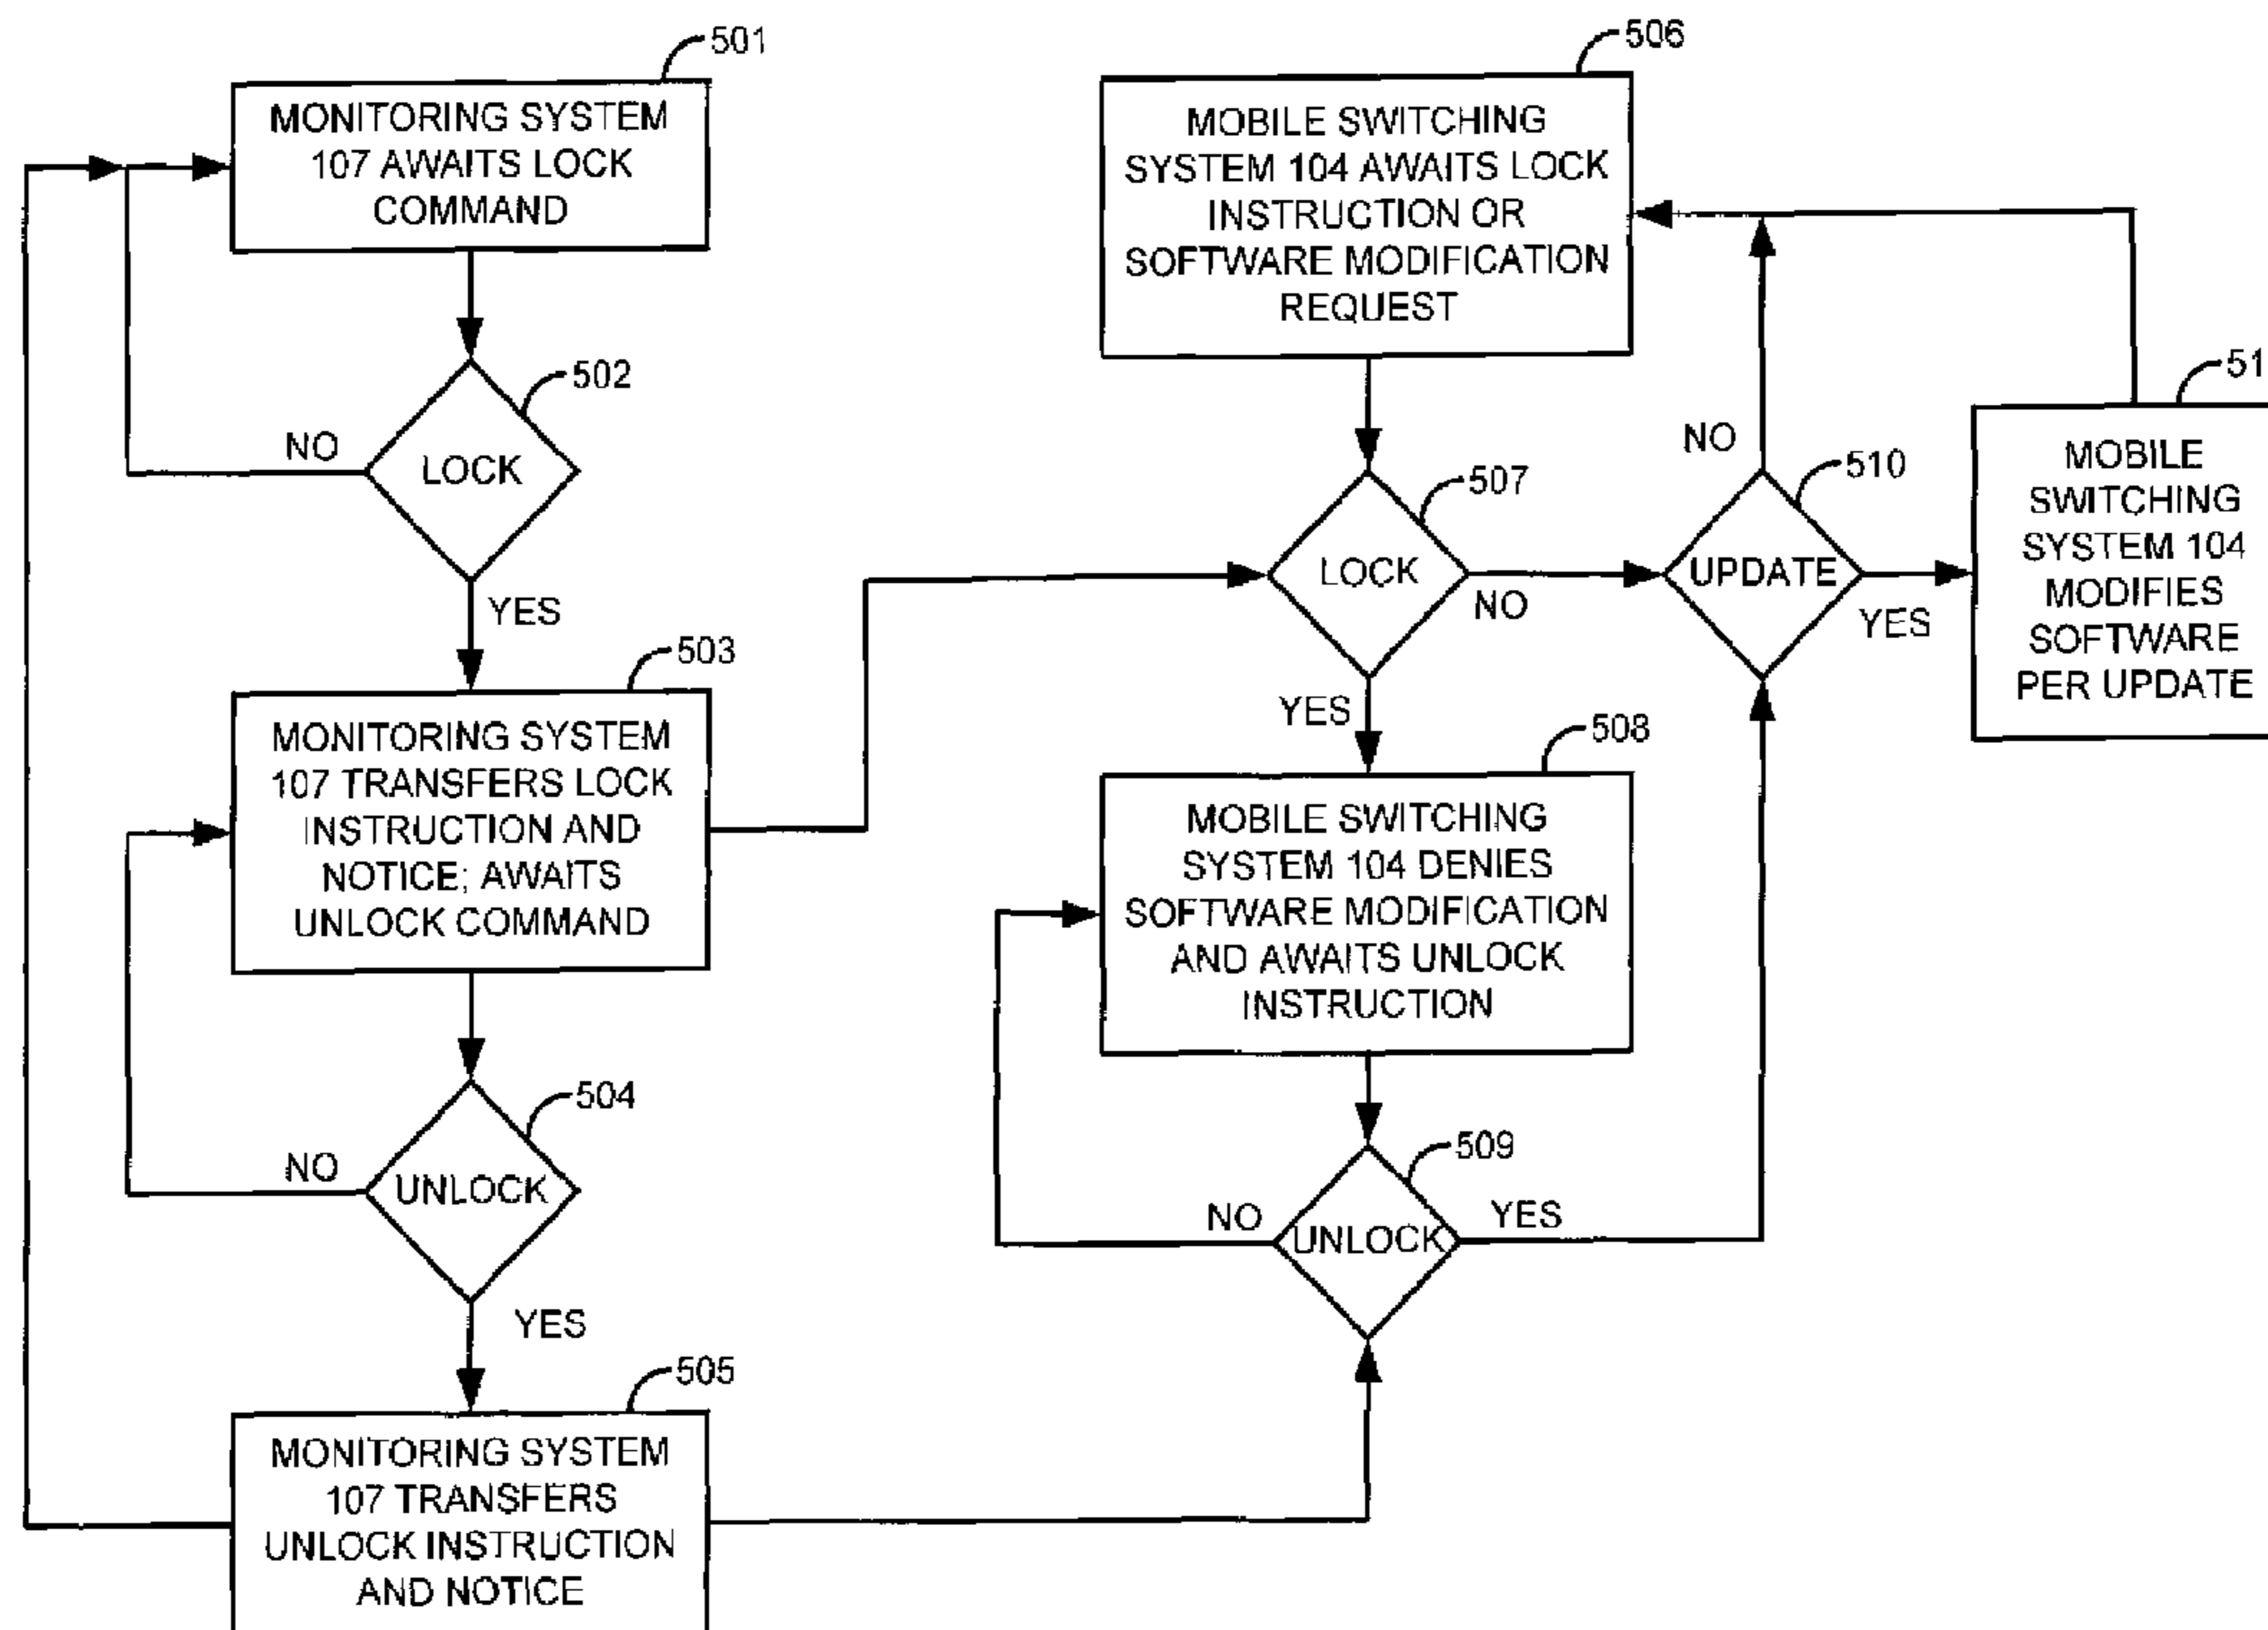 501
MONITORING SYSTEM
107 AWAITS LOCK
COMMAND
502
NO
LOCK
YES
503
MONITORING SYSTEM
107 TRANSFERS LOCK
INSTRUCTION AND
NOTICE; AWAITS
UNLOCK COMMAND
504
NO
UNLOCK
YES
505
MONITORING SYSTEM
107 TRANSFERS
UNLOCK INSTRUCTION
AND NOTICE
506
MOBILE SWITCHING
SYSTEM 104 AWAITS LOCK
INSTRUCTION OR
SOFTWARE MODIFICATION
REQUEST
507
LOCK
NO
YES
508
MOBILE SWITCHING
SYSTEM 104 DENIES
SOFTWARE MODIFICATION
AND AWAITS UNLOCK
INSTRUCTION
509
NO
UNLOCK
YES
510
NO
UPDATE
YES
51
MOBILE
SWITCHING
SYSTEM 104
MODIFIES
SOFTWARE
PER UPDATE